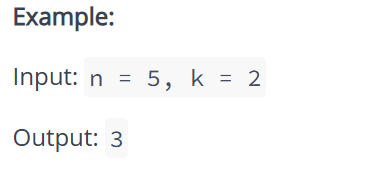 Example:
Input: n = 5, k = 2
Output: 3